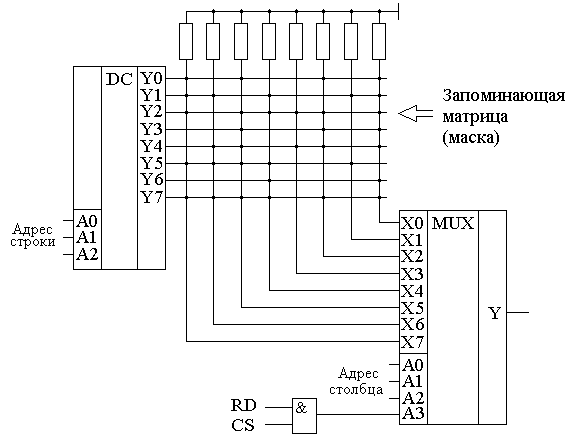 DC
Y0
Y1
Y2
Y3
Y4
Y5
Y6
Y7
Запоминающая
матрица
(маска)
Адрес
строки
A0
A1
A2
X0
X1
X2
X3
X4
X5
X6
X7
MUX
Y
Адрес
столбца
A0
A1
A2
A3
RD
CS
&